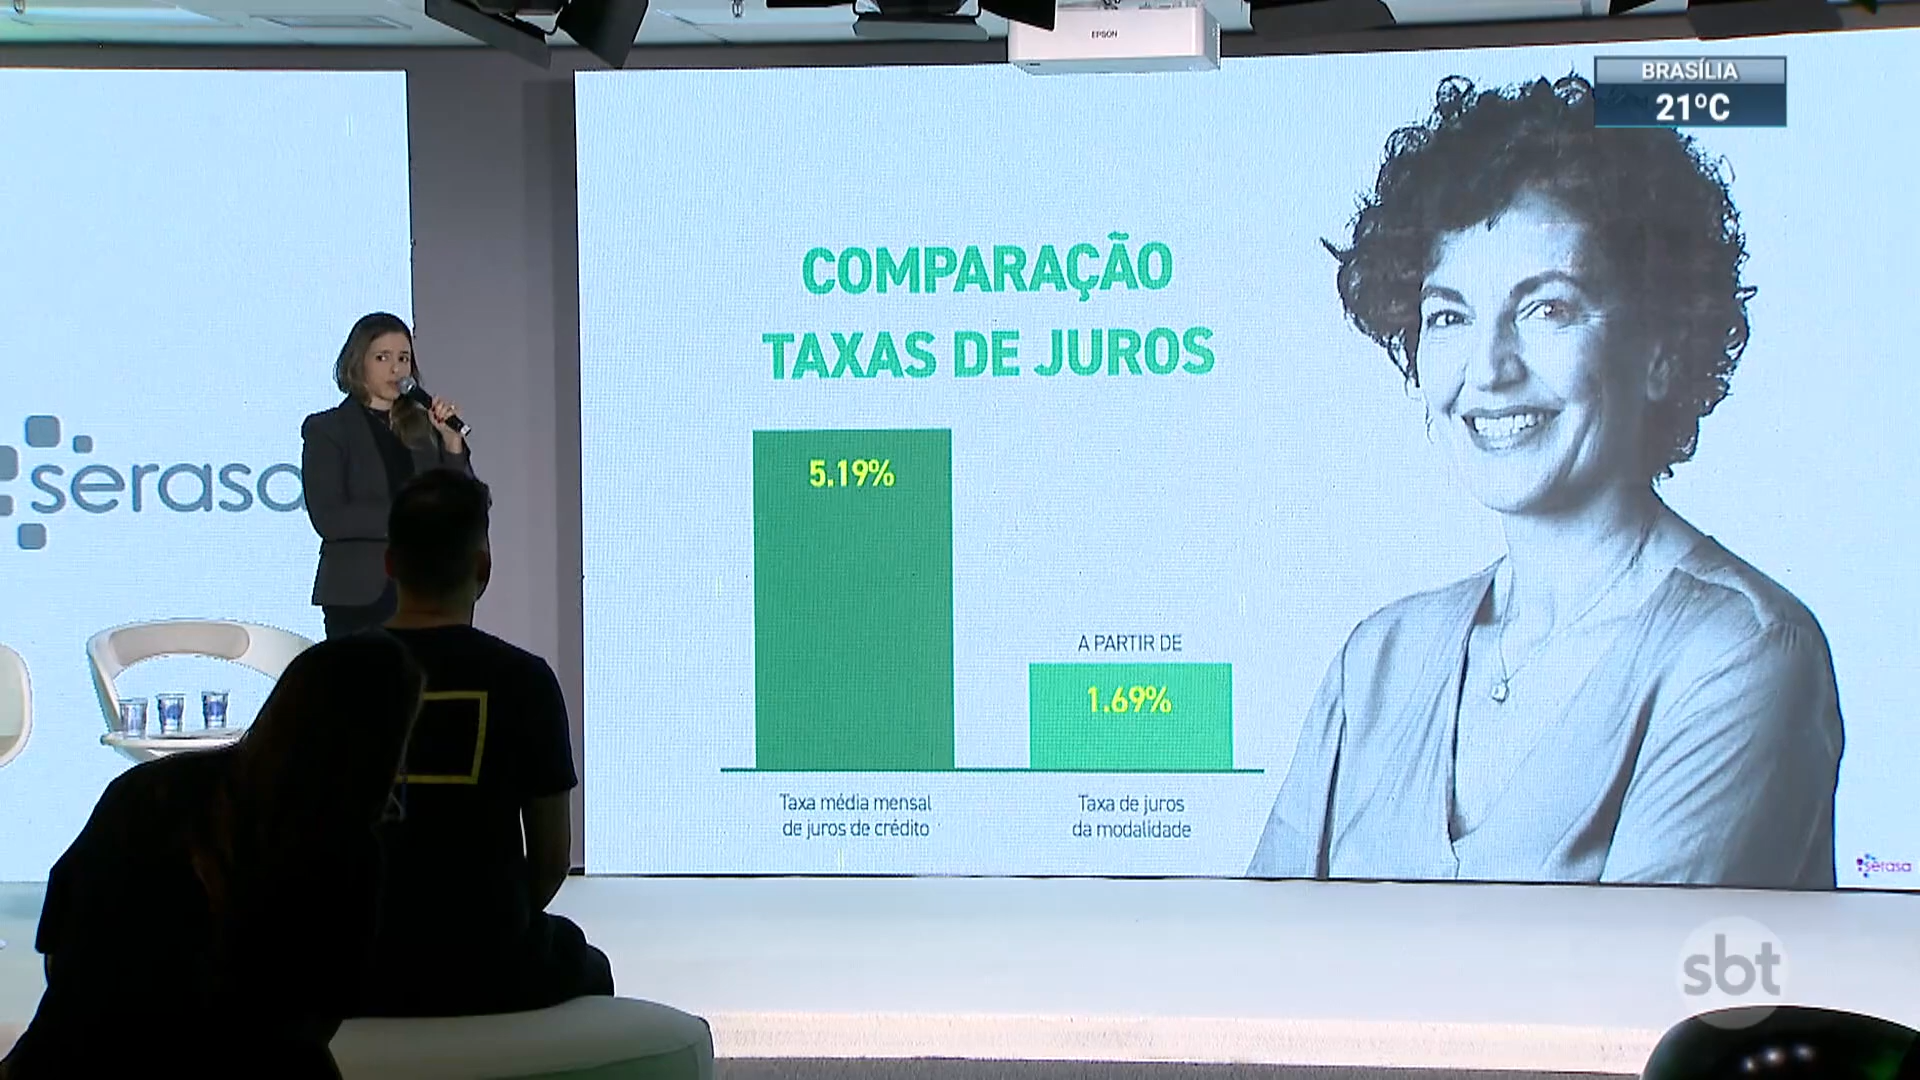 EPSON
BRASÍLIA
21ºC
COMPARAÇÃO
TAXAS DE JUROS
5.19%
serasa
A PARTIR DE
1.69%
Taxa média mensal
de juros de crédito
Taxa de juros
da modalidade
serasa
sbt